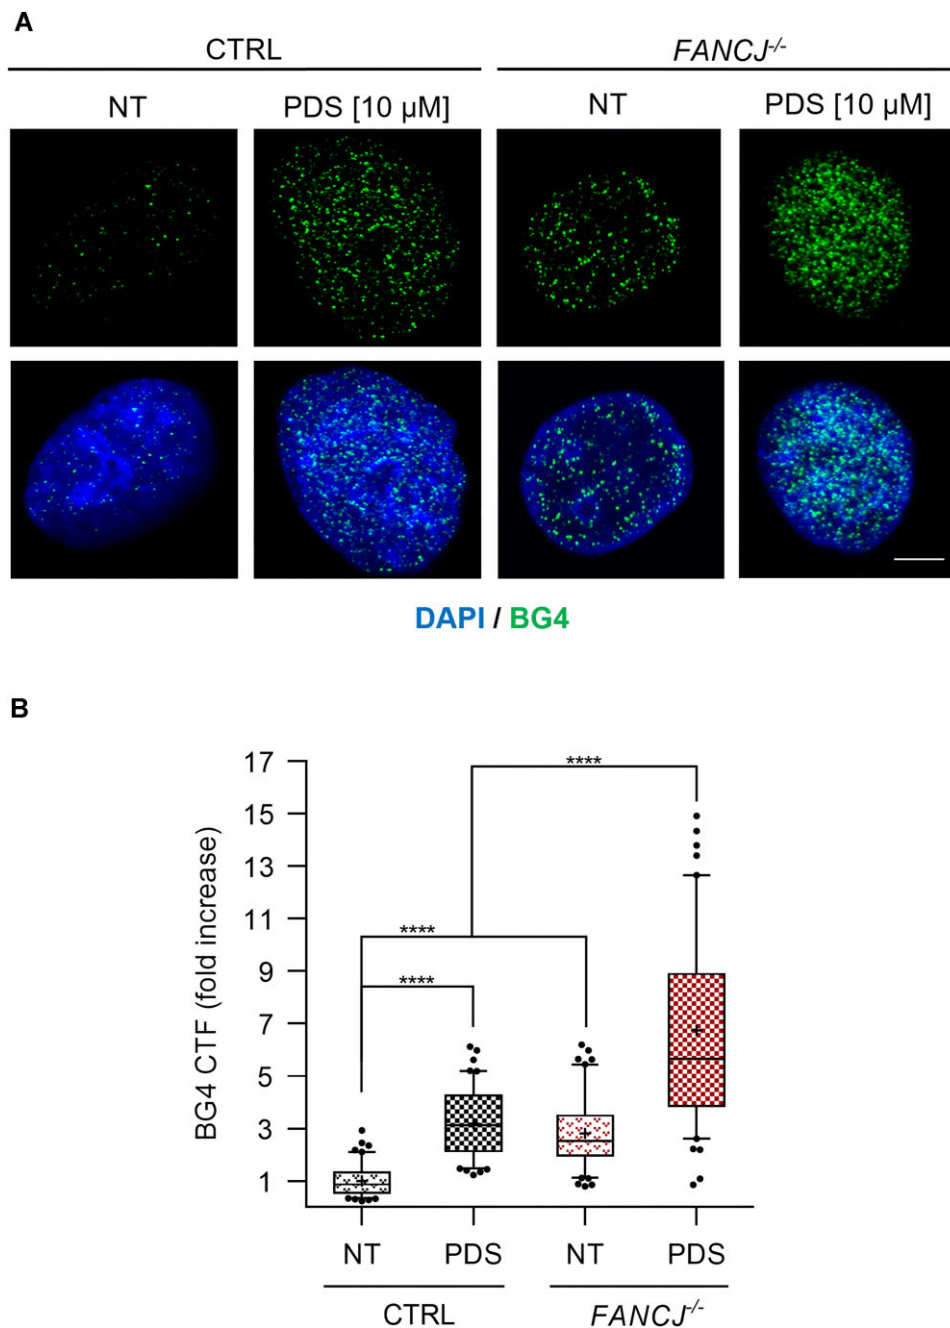 A
CTRL FANCJ-/-
NT PDS [10 µM] NT PDS [10 µM]
DAPI / BG4
B
BG4 CTF (fold increase)
17
15
13
11
9
7
5
3
1
****
****
****
NT PDS NT PDS
CTRL FANCJ-/-